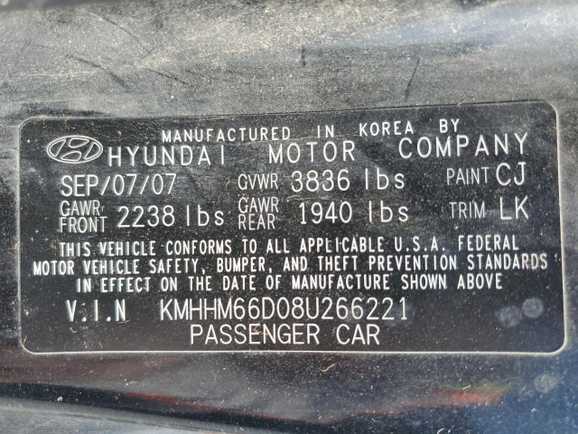 MANUFACTURED IN KOREA BY
HYUNDAI MOTOR COMPANY
SEP/07/07 GVWR 3836 lbs PAINT CJ
GAWR FRONT 2238 lbs GAWR REAR 1940 lbs TRIM LK
THIS VEHICLE CONFORMS TO ALL APPLICABLE U.S.A. FEDERAL
MOTOR VEHICLE SAFETY, BUMPER, AND THEFT PREVENTION STANDARDS
IN EFFECT ON THE DATE OF MANUFACTURE SHOWN ABOVE
V.I.N KMHHM66D08U266221
PASSENGER CAR